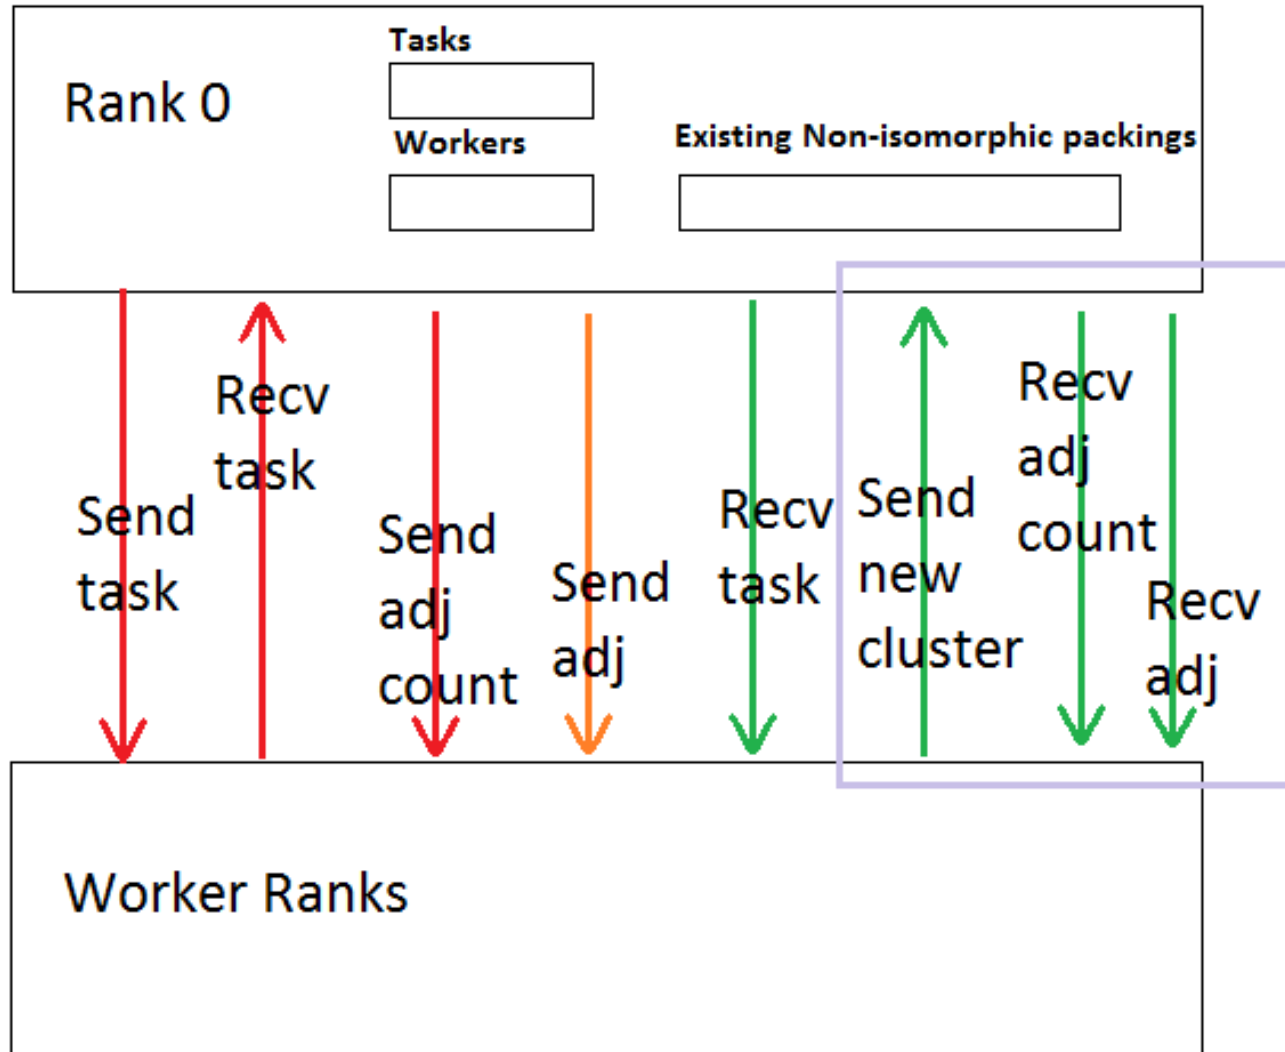 Tasks
Rank 0
Workers
Existing Non-isomorphic packings
Send
task
Recv
task
Send
adj
count
Send
adj
Recv
task
Send
new
cluster
Recv
adj
count
Recv
adj
Worker Ranks